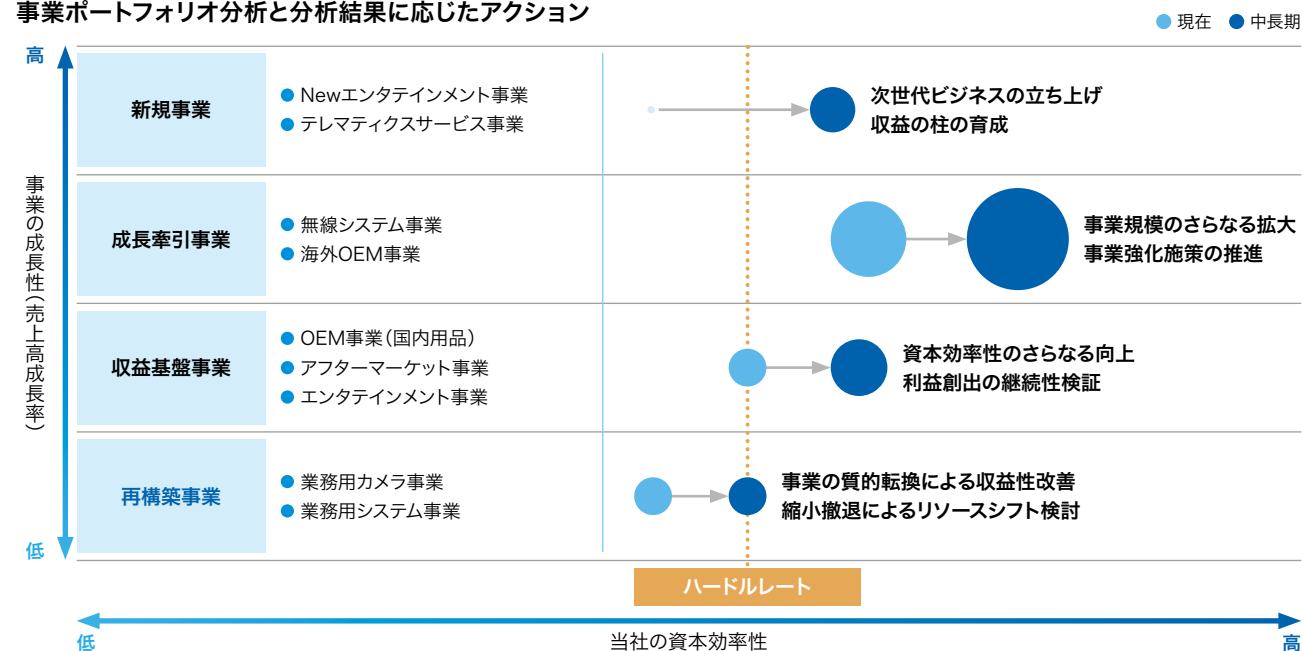 事業ポートフォリオ分析と分析結果に応じたアクション
現在
中長期
高
事業の成長性（売上高成長率）
低
新規事業
Newエンタテインメント事業
テレマティクスサービス事業
次世代ビジネスの立ち上げ
収益の柱の育成
成長牽引事業
無線システム事業
海外OEM事業
事業規模のさらなる拡大
事業強化施策の推進
収益基盤事業
OEM事業（国内用品）
アフターマーケット事業
エンタテインメント事業
資本効率性のさらなる向上
利益創出の継続性検証
再構築事業
業務用カメラ事業
業務用システム事業
事業の質的転換による収益性改善
縮小撤退によるリソースシフト検討
ハードルレート
低
当社の資本効率性
高